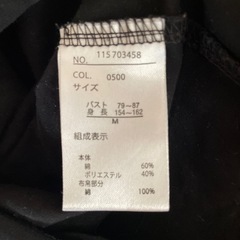 NO. 115703458
COL. 0500
サイズ
バスト 79~87
身長 154~162
M
組成表示
本体
綿 60%
ポリエステル 40%
布帛部分
綿 100%